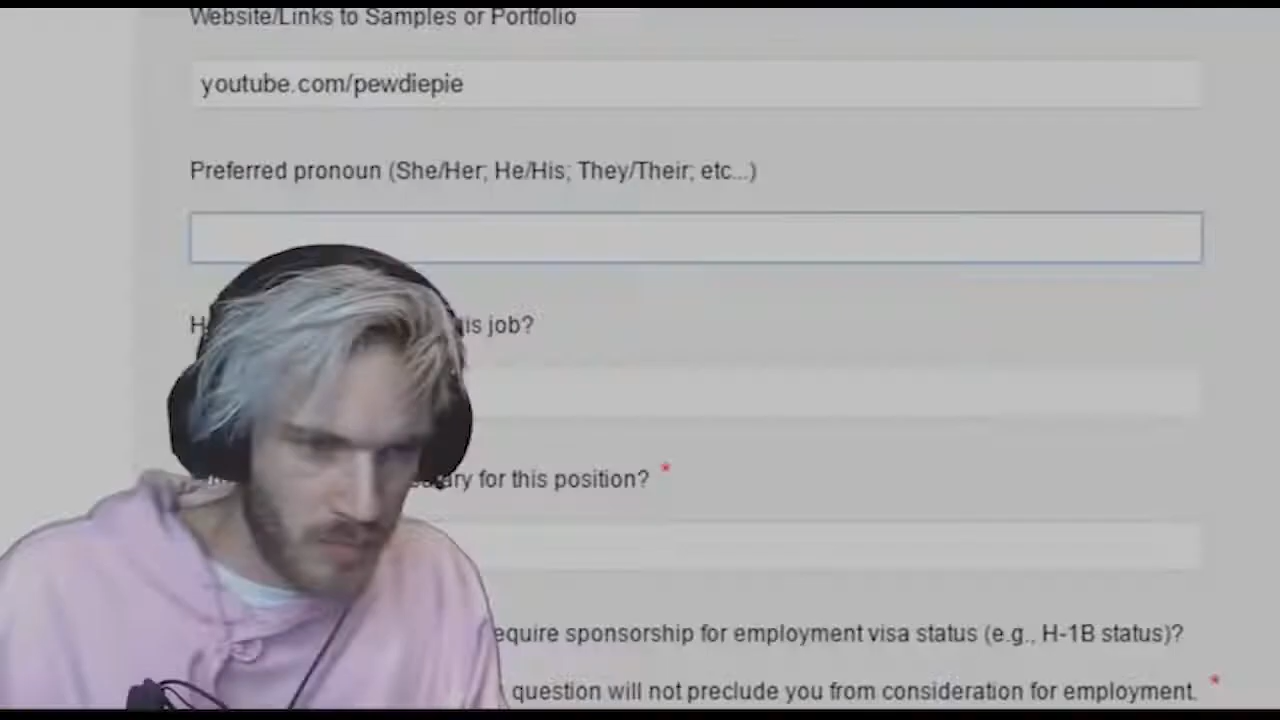 Website/Links to Samples or Portfolio
youtube.com/pewdiepie
Preferred pronoun (She/Her; He/His; They/Their; etc...)
job?
for this position? *
sponsorship for employment visa status (e.g., H-1B status)?
question will not preclude you from consideration for employment. *